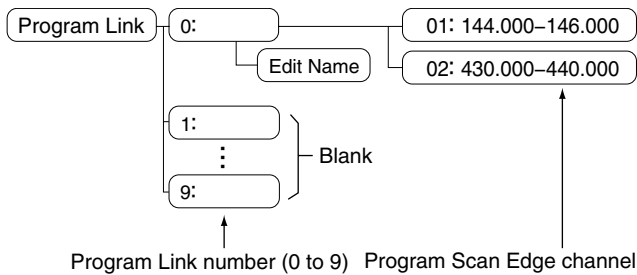 Program Link
0:
01: 144.000–146.000
Edit Name
02: 430.000–440.000
1:
Blank
9:
Program Link number (0 to 9)
Program Scan Edge channel